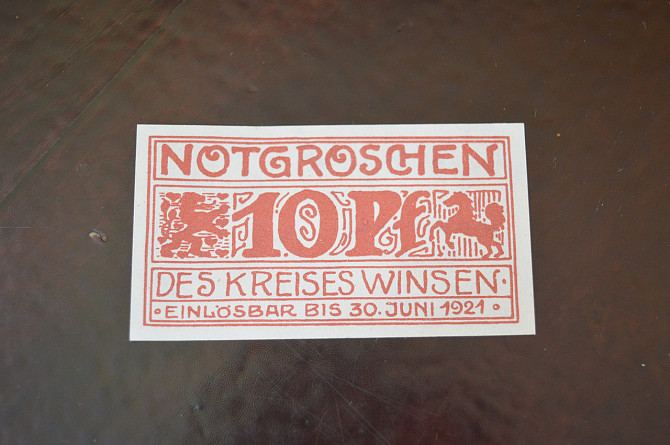 NOTGROSCHEN
10 Pf
DES KREISES WINSEN·
∘EINLÖSBAR BIS 30. JUNI 1921∘